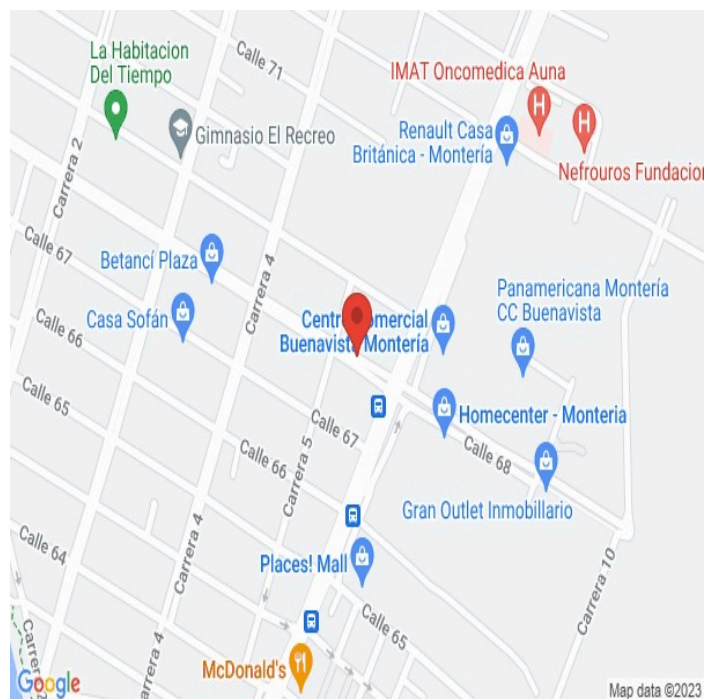 La Habitacion
Del Tiempo
Calle 71
IMAT Oncomedica Auna
Renault Casa
Británica - Montería
Gimnasio El Recreo
Nefrouros Fundacion
Carrera 2
Calle 67
Betancí Plaza
Carrera 4
Casa Sofán
Panamericana Montería
CC Buenavista
Comercial
Buenavista Montería
Calle 66
Calle 65
Homecenter - Monteria
Calle 67
Calle 68
Calle 66
Carrera 5
Gran Outlet Inmobillario
Carrera 4
Calle 64
Places! Mall
Carrera 10
Calle 65
Carrera 4
McDonald's
Google
Map data ©2023